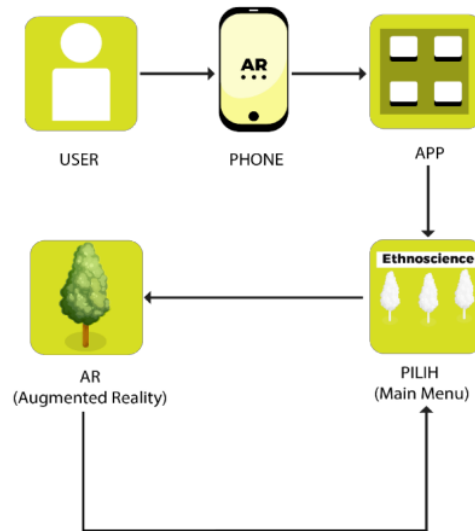 AR
USER
PHONE
APP
Ethnoscience
AR
(Augmented Reality)
PILIH
(Main Menu)